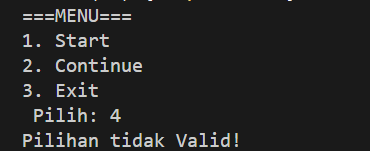 ===MENU===
1. Start
2. Continue
3. Exit
 Pilih: 4
Pilihan tidak Valid!